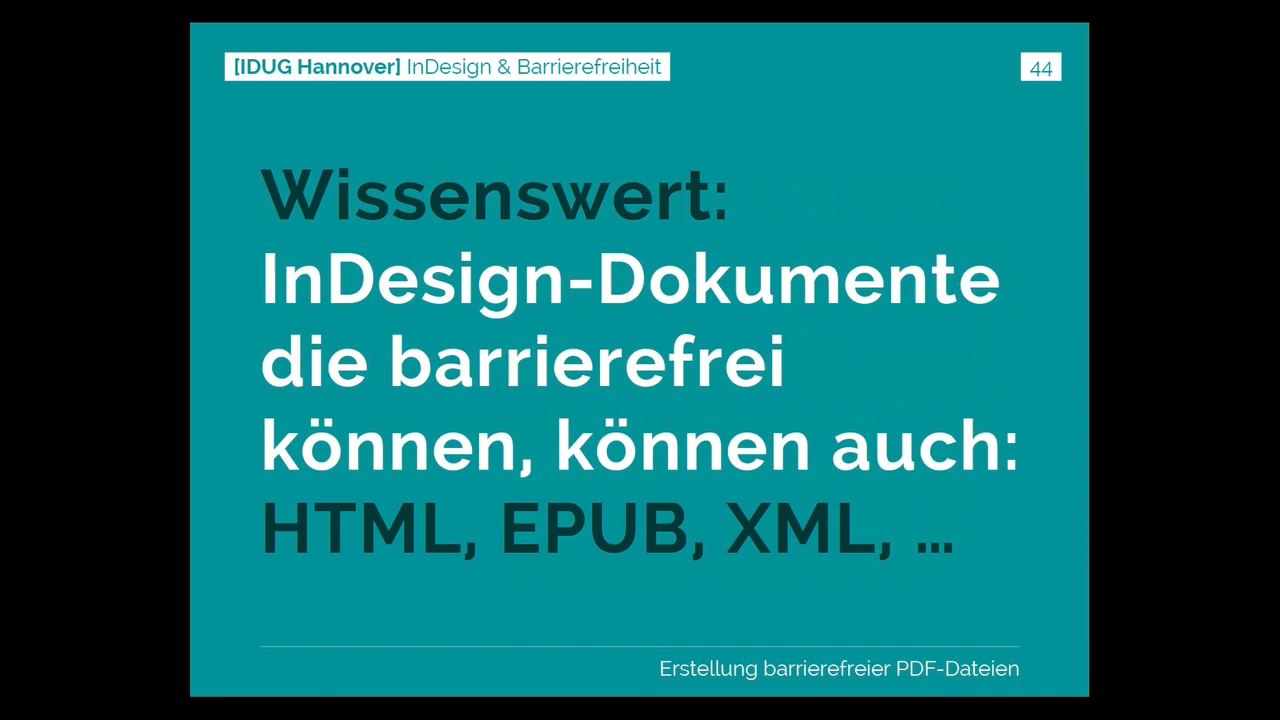 [IDUG Hannover] InDesign & Barrierefreiheit
44
Wissenswert:
InDesign-Dokumente
die barrierefrei
können, können auch:
HTML, EPUB, XML, …
Erstellung barrierefreier PDF-Dateien